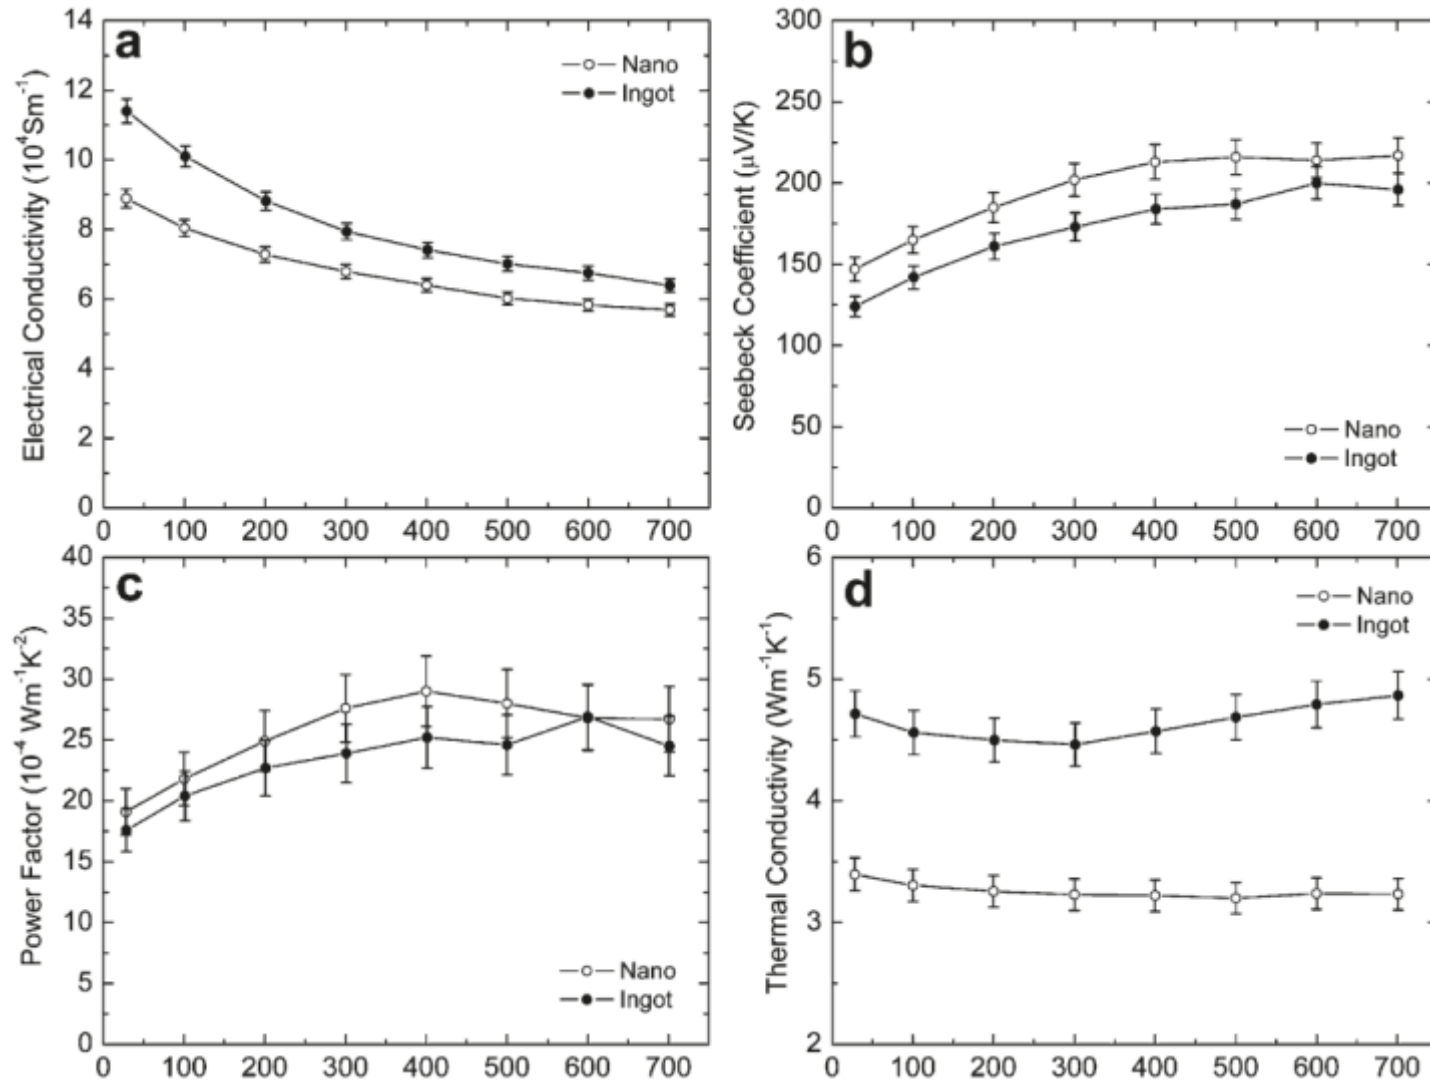 a
Electrical Conductivity (10⁴Sm⁻¹)
14
12
10
8
6
4
2
0
Nano
Ingot
0 100 200 300 400 500 600 700
b
Seebeck Coefficient (μV/K)
300
250
200
150
100
50
0
Nano
Ingot
0 100 200 300 400 500 600 700
c
Power Factor (10⁻⁴ Wm⁻¹K⁻²)
40
35
30
25
20
15
10
5
0
Nano
Ingot
0 100 200 300 400 500 600 700
d
Thermal Conductivity (Wm⁻¹K⁻¹)
6
5
4
3
2
Nano
Ingot
0 100 200 300 400 500 600 700